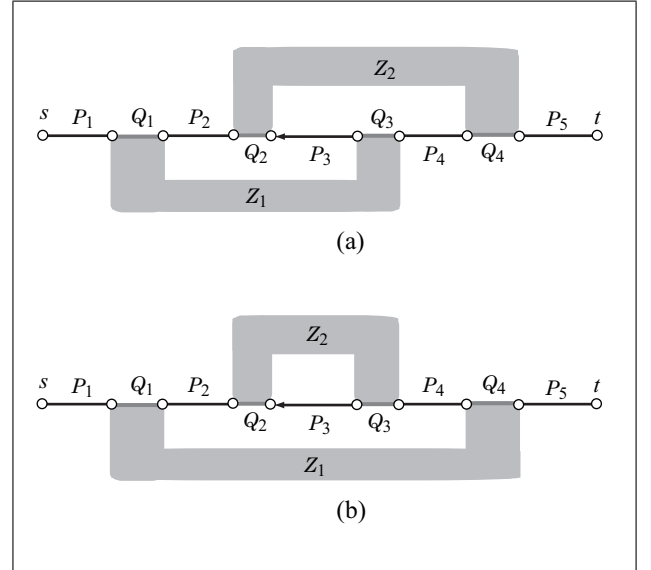 Z2
s P1 Q1 P2 Q3 P5 t
Q2 P3 P4 Q4
Z1
(a)
Z2
s P1 Q1 P2 P4 Q4 P5 t
Q2 P3 Q3
Z1
(b)